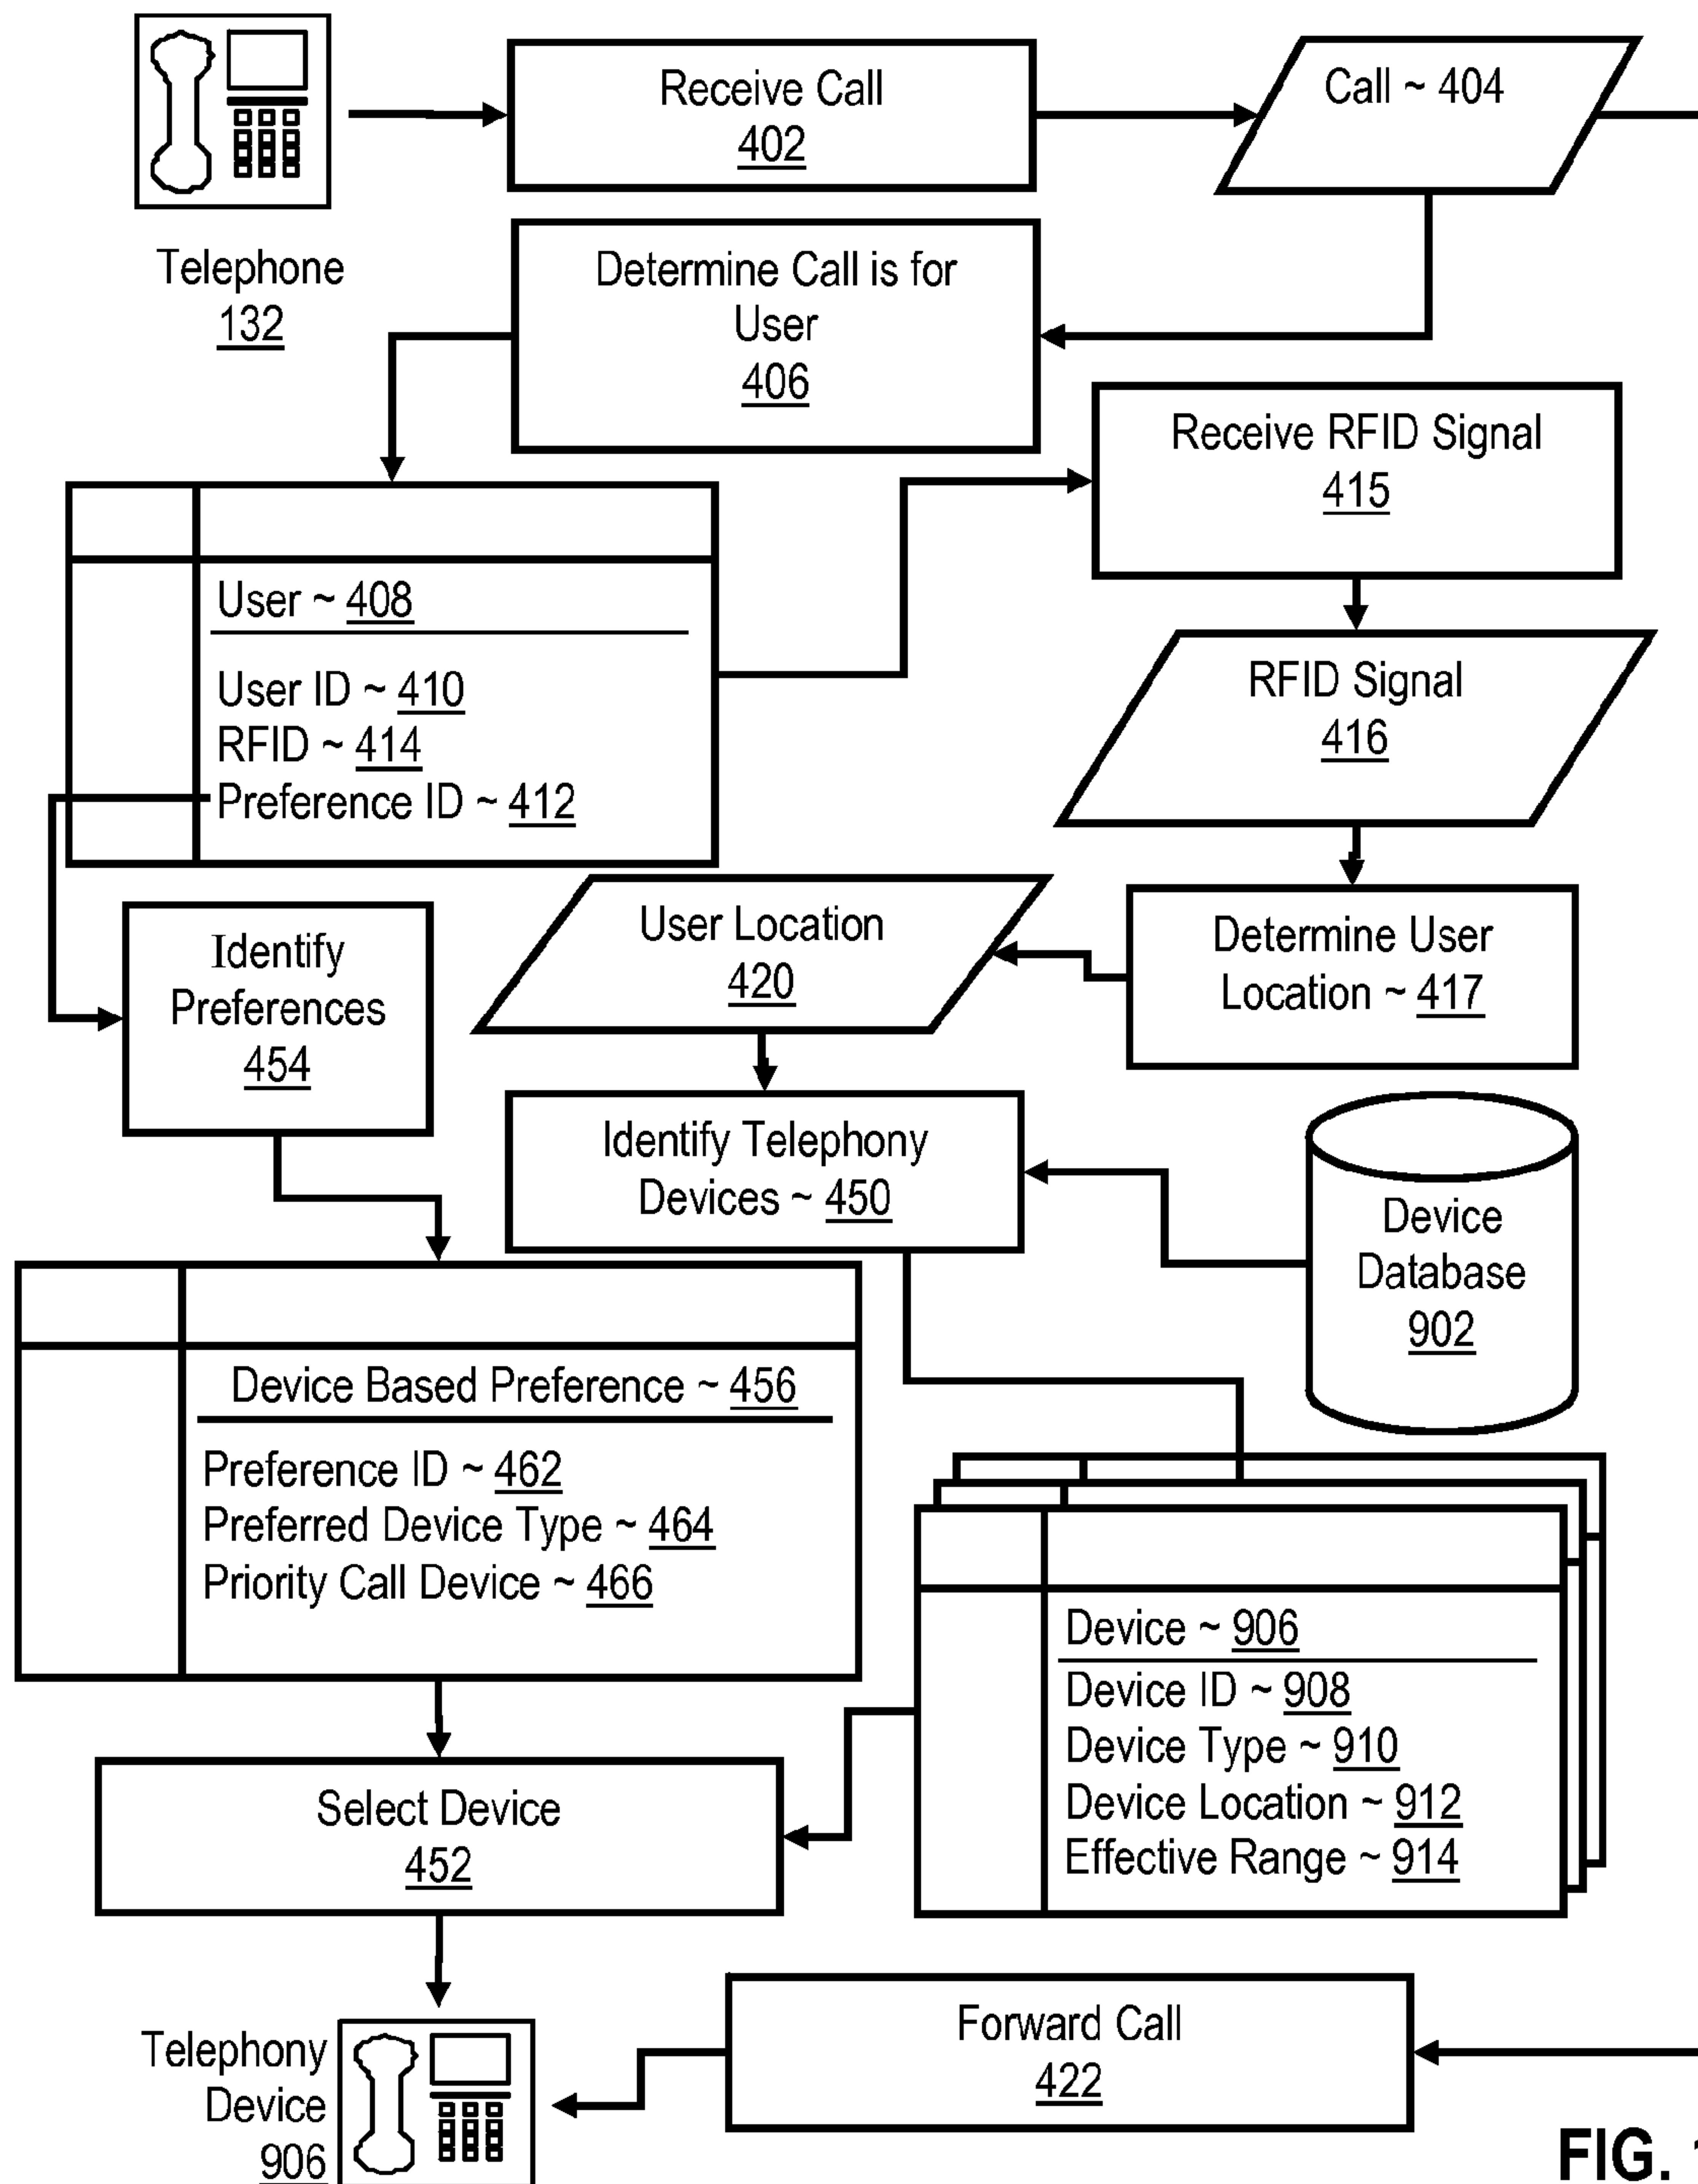 Receive Call
402
Call ~ 404
Telephone
132
Determine Call is for
User
406
Receive RFID Signal
415
User ~ 408
User ID ~ 410
RFID ~ 414
Preference ID ~ 412
RFID Signal
416
User Location
420
Determine User
Location ~ 417
Identify
Preferences
454
Identify Telephony
Devices ~ 450
Device
Database
902
Device Based Preference ~ 456
Preference ID ~ 462
Preferred Device Type ~ 464
Priority Call Device ~ 466
Device ~ 906
Device ID ~ 908
Device Type ~ 910
Device Location ~ 912
Effective Range ~ 914
Select Device
452
Forward Call
422
Telephony
Device
906
FIG.